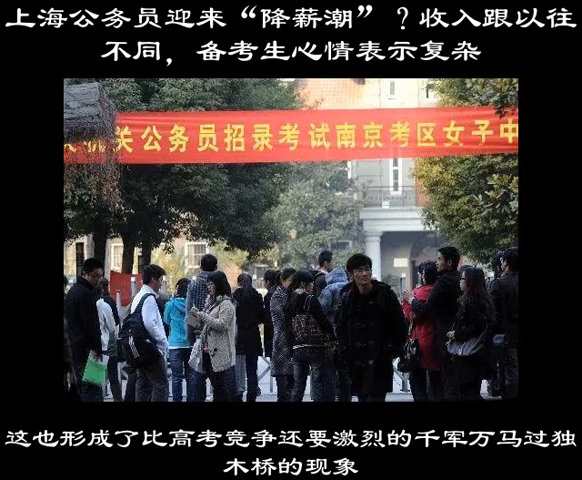 上海公务员迎来“降薪潮”？收入跟以往
不同，备考生心情表示复杂
机关公务员招录考试南京考区女子中
这也形成了比高考竞争还要激烈的千军万马过独
木桥的现象